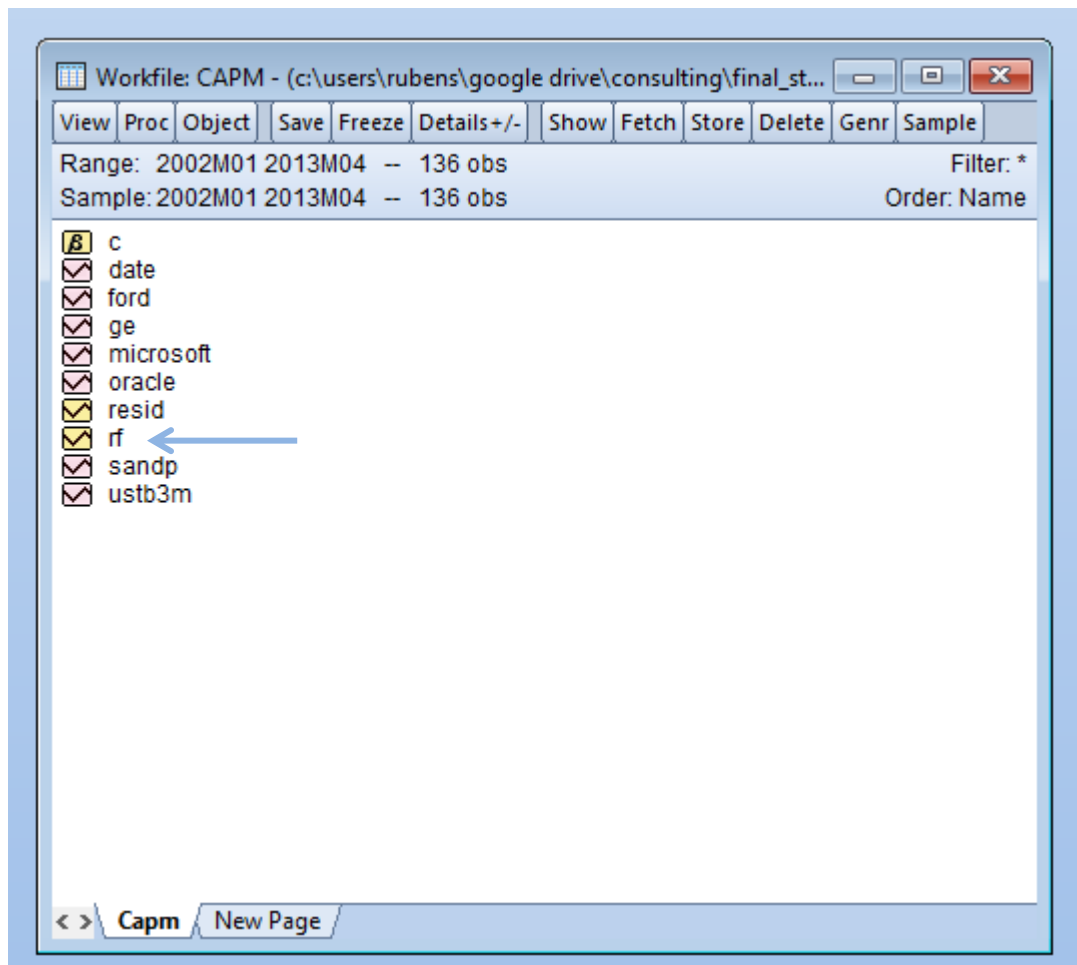 Workfile: CAPM - (c:\users\rubens\google drive\consulting\final_st...
View Proc Object Save Freeze Details+/- Show Fetch Store Delete Genr Sample
Range: 2002M01 2013M04 -- 136 obs Filter: *
Sample: 2002M01 2013M04 -- 136 obs Order: Name
β c
date
ford
ge
microsoft
oracle
resid
rf
sandp
ustb3m
< > Capm New Page